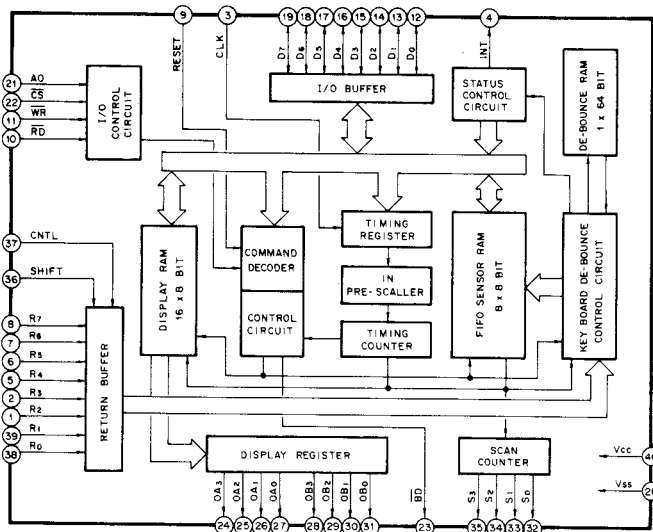 9 3 19 18 17 16 15 14 13 12 4
RESET CLK D7 D6 D5 D4 D3 D2 D1 D0 INT
I/O BUFFER
STATUS
CONTROL
CIRCUIT
DE-BOUNCE RAM
1 x 64 BIT
21 AO
22 CS
11 WR
10 RD
I/O
CONTROL
CIRCUIT
37 CNTL
36 SHIFT
8 R7
7 R6
6 R5
5 R4
2 R3
1 R2
39 R1
38 R0
RETURN BUFFER
DISPLAY RAM
16 x 8 BIT
COMMAND
DECODER
CONTROL
CIRCUIT
TIMING
REGISTER
IN
PRE-SCALLER
TIMING
COUNTER
FIFO SENSOR RAM
8 x 8 BIT
KEY BOARD DE-BOUNCE
CONTROL CIRCUIT
DISPLAY REGISTER
SCAN
COUNTER
Vcc 40
Vss 20
OA3 OA2 OA1 OA0 OB3 OB2 OB1 OB0 BD S3 S2 S1 S0
24 25 26 27 28 29 30 31 23 35 34 33 32